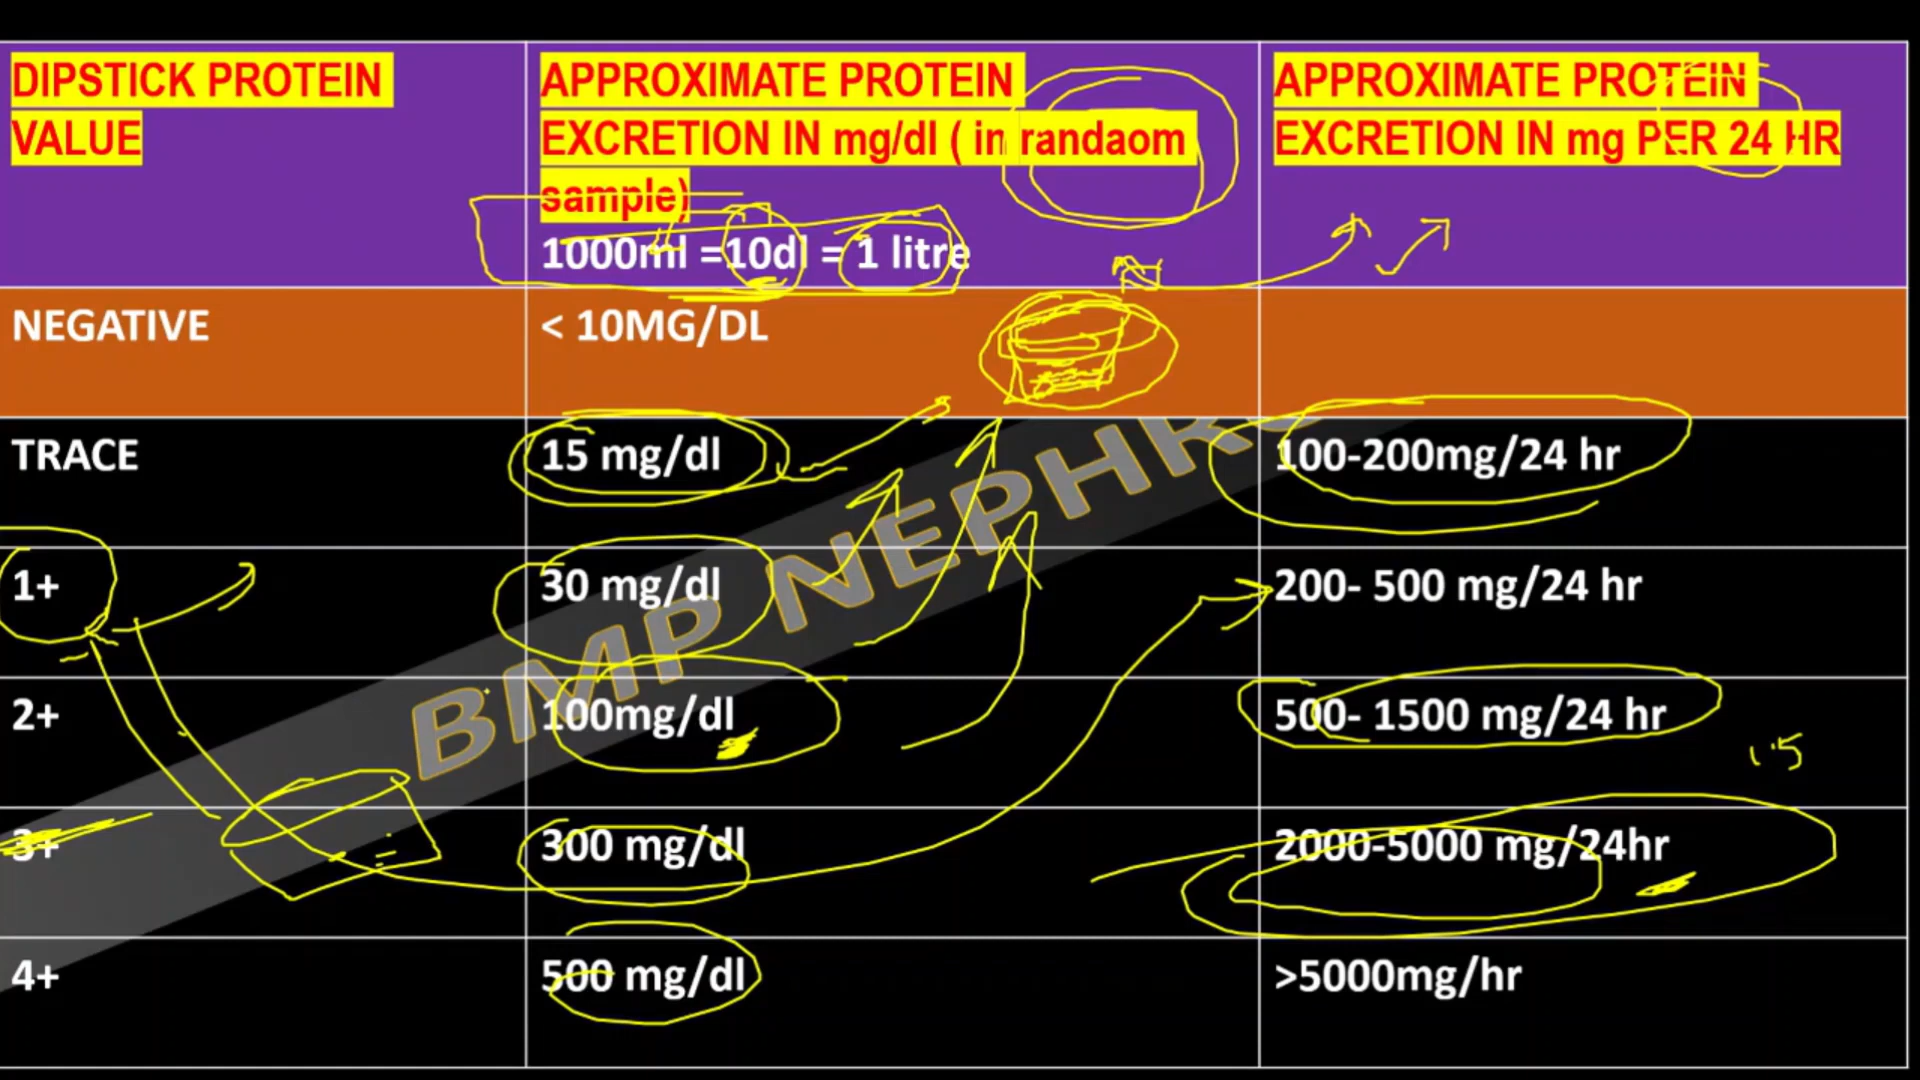 DIPSTICK PROTEIN
VALUE
APPROXIMATE PROTEIN
EXCRETION IN mg/dl ( in randaom
sample)
1000ml =10dl = 1 litre
APPROXIMATE PROTEIN
EXCRETION IN mg PER 24 HR
NEGATIVE
< 10MG/DL
TRACE
15 mg/dl
100-200mg/24 hr
1+
30 mg/dl
200- 500 mg/24 hr
2+
100mg/dl
500- 1500 mg/24 hr
1.5
3+
300 mg/dl
2000-5000 mg/24hr
4+
500 mg/dl
>5000mg/hr
BMP NEPHRO